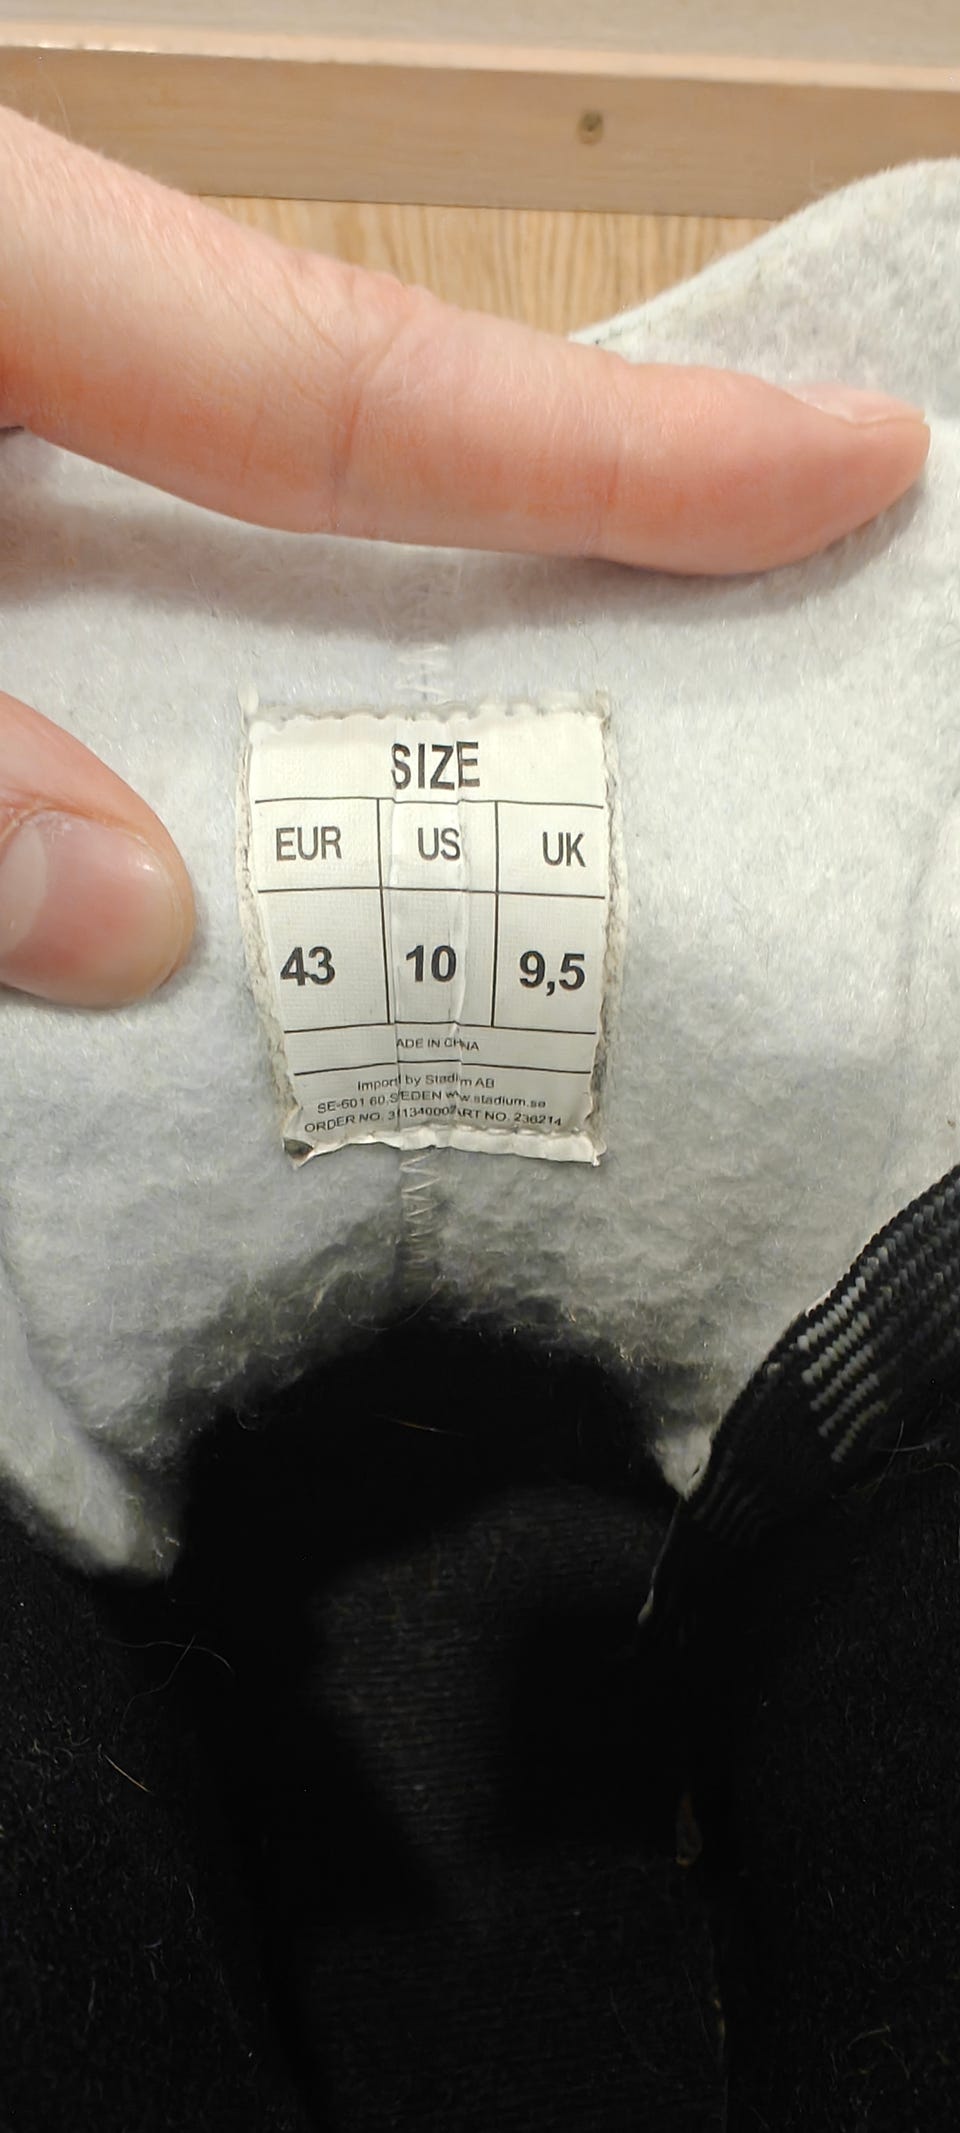 SIZE
EUR US UK
43 10 9,5
ADE IN CHINA
Import by Stadium AB
SE-601 60,SWEDEN www.stadium.se
ORDER NO. ART NO. 236214